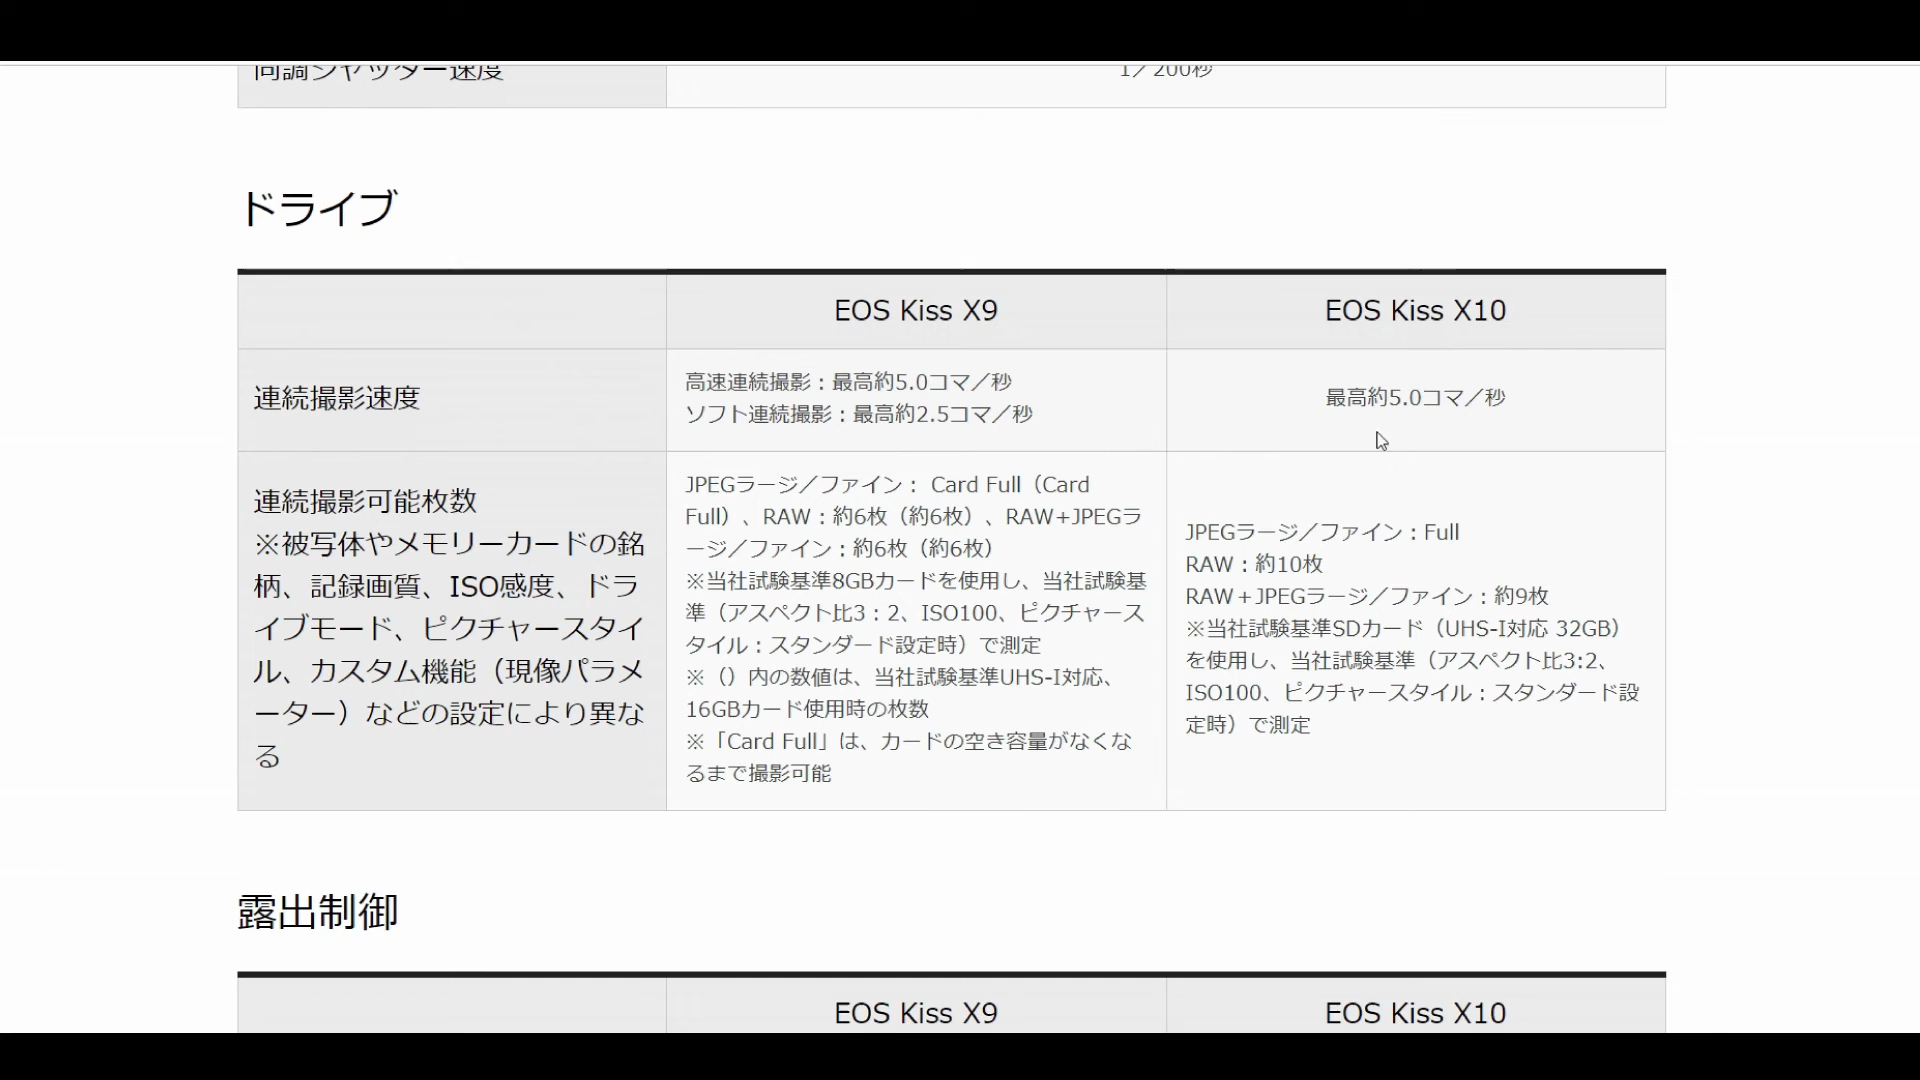 同調シャッター速度
1／200秒
ドライブ
EOS Kiss X9
EOS Kiss X10
連続撮影速度
高速連続撮影：最高約5.0コマ／秒
ソフト連続撮影：最高約2.5コマ／秒
最高約5.0コマ／秒
連続撮影可能枚数
※被写体やメモリーカードの銘
柄、記録画質、ISO感度、ドラ
イブモード、ピクチャースタイ
ル、カスタム機能（現像パラメ
ーター）などの設定により異な
る
JPEGラージ／ファイン： Card Full（Card
Full）、RAW：約6枚（約6枚）、RAW+JPEGラ
ージ／ファイン：約6枚（約6枚）
※当社試験基準8GBカードを使用し、当社試験基
準（アスペクト比3：2、ISO100、ピクチャース
タイル：スタンダード設定時）で測定
※（）内の数値は、当社試験基準UHS-I対応、
16GBカード使用時の枚数
※「Card Full」は、カードの空き容量がなくな
るまで撮影可能
JPEGラージ／ファイン：Full
RAW：約10枚
RAW＋JPEGラージ／ファイン：約9枚
※当社試験基準SDカード（UHS-I対応 32GB）
を使用し、当社試験基準（アスペクト比3:2、
ISO100、ピクチャースタイル：スタンダード設
定時）で測定
露出制御
EOS Kiss X9
EOS Kiss X10